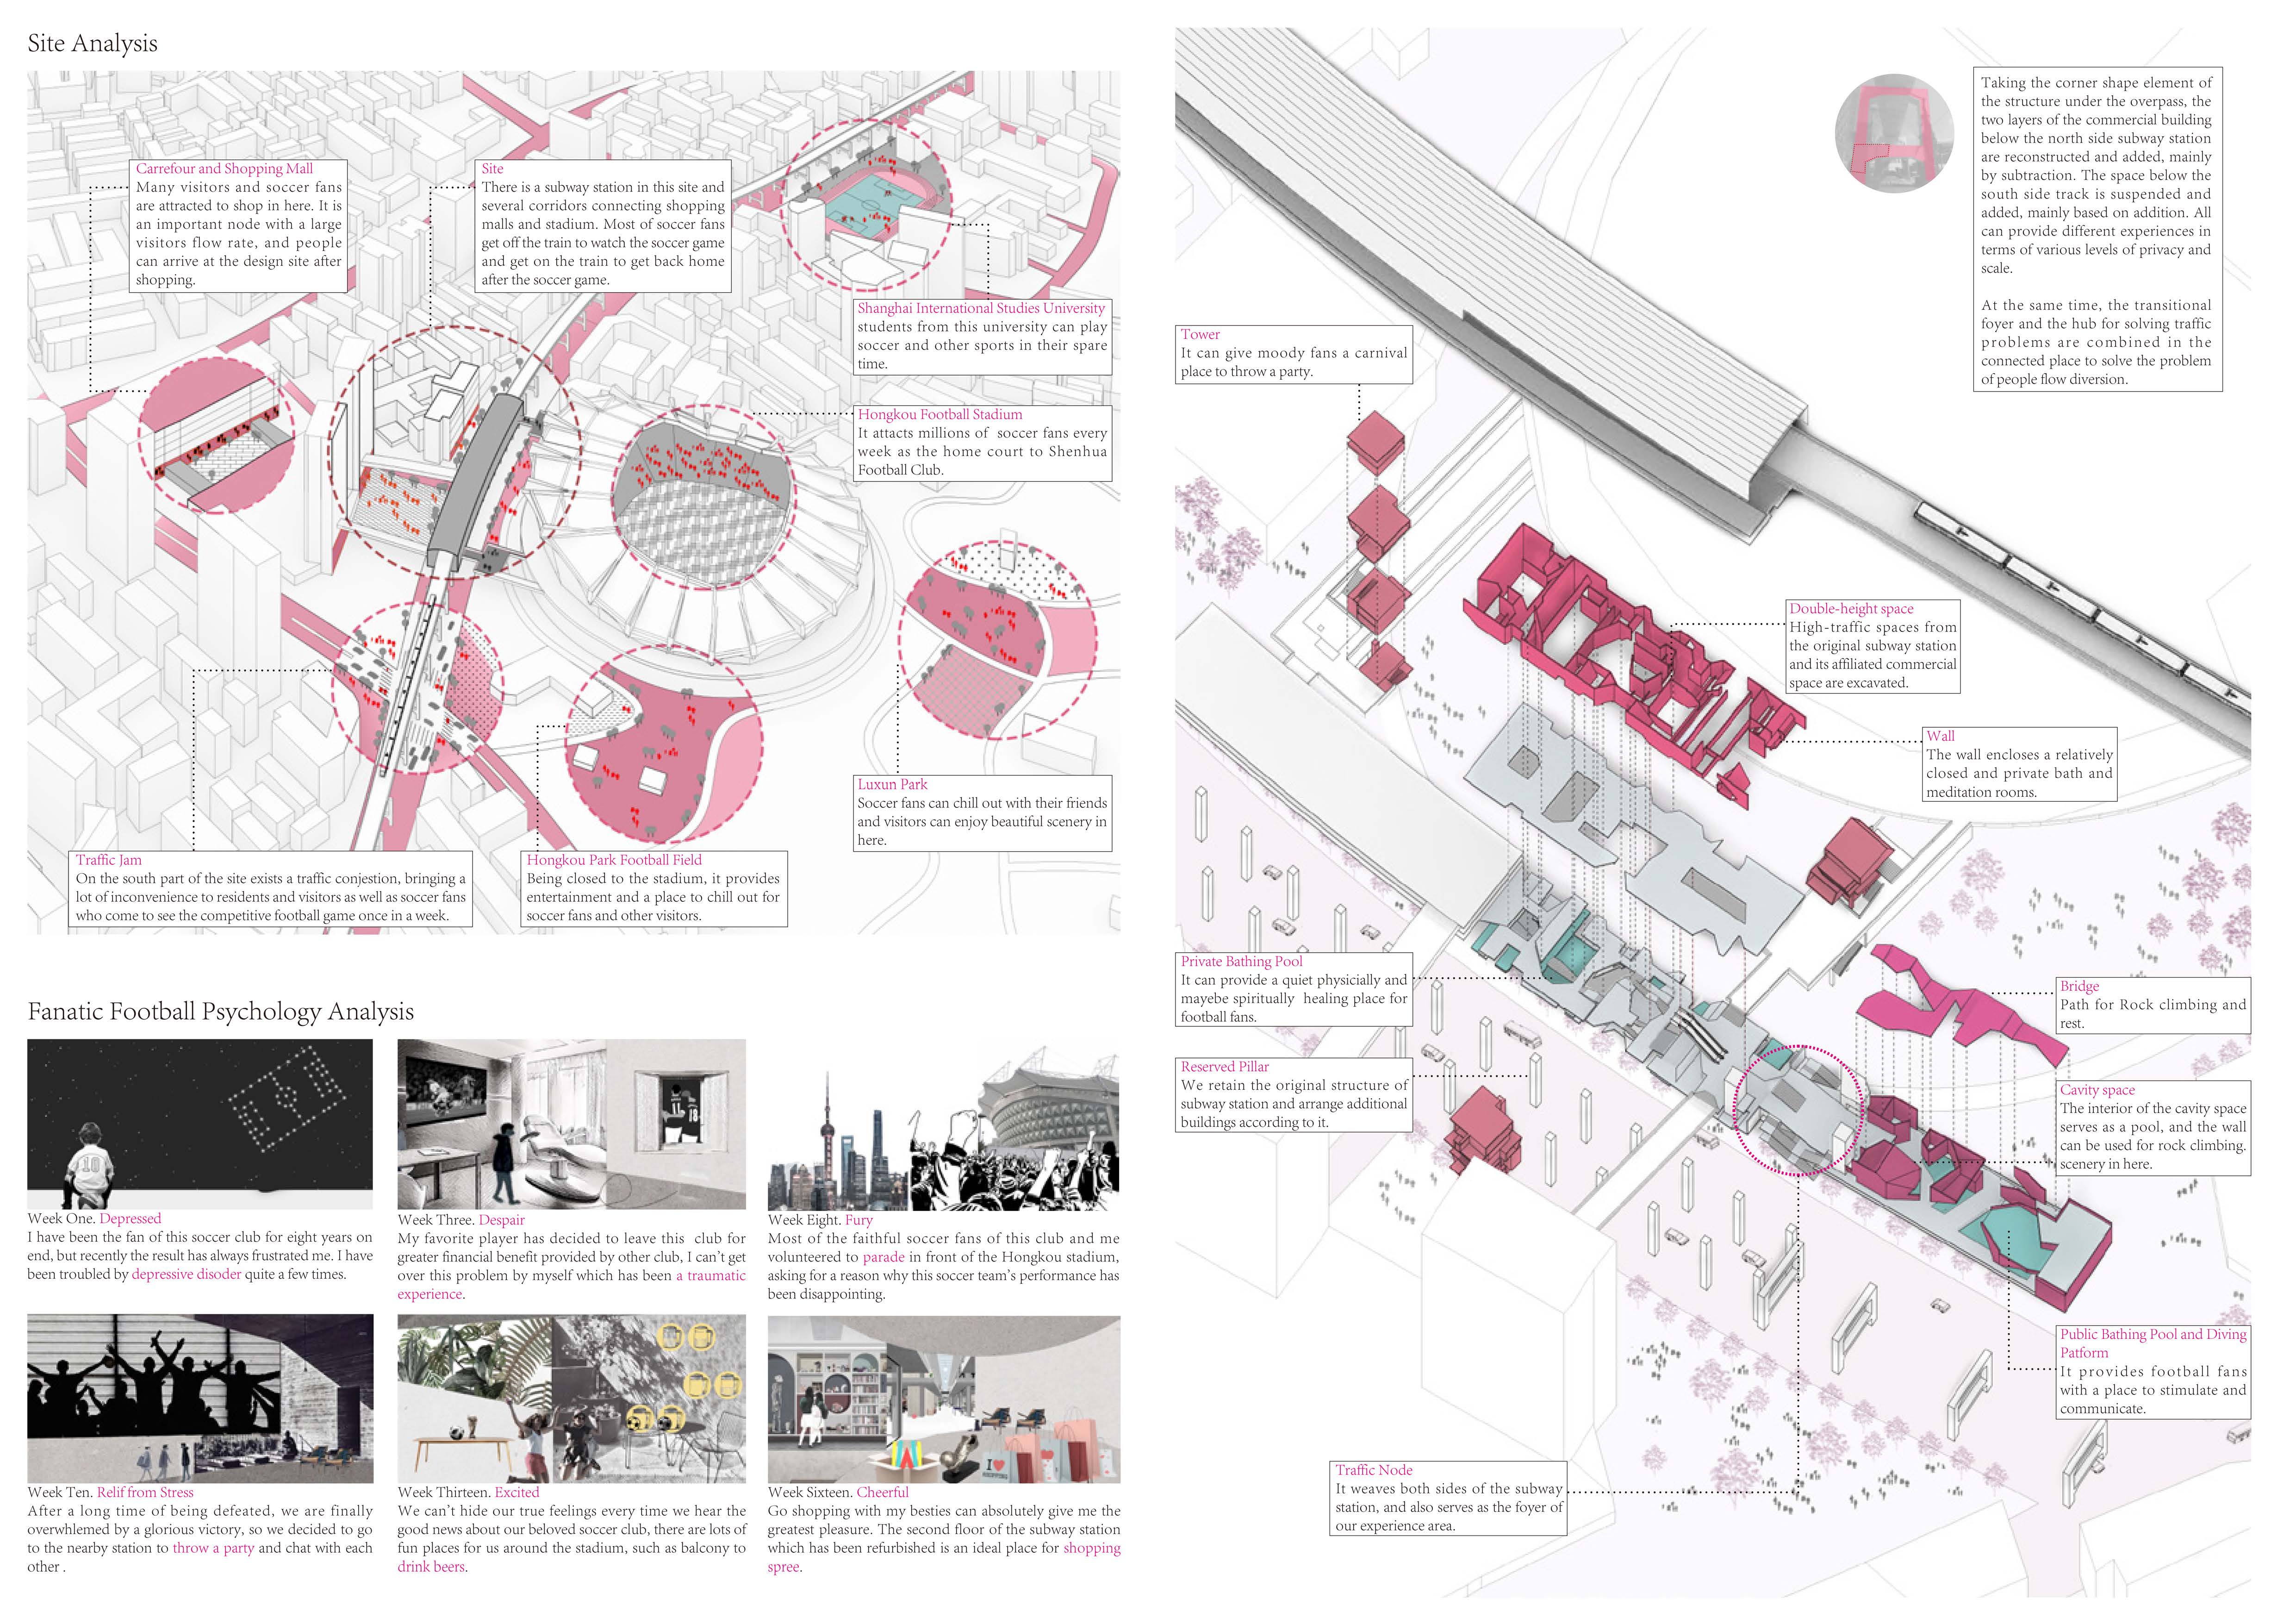 Site Analysis
Carrefour and Shopping Mall
Many visitors and soccer fans
are attracted to shop in here. It is
an important node with a large
visitors flow rate, and people
can arrive at the design site after
shopping.
Site
There is a subway station in this site and
several corridors connecting shopping
malls and stadium. Most of soccer fans
get off the train to watch the soccer game
and get on the train to get back home
after the soccer game.
Shanghai International Studies University
students from this university can play
soccer and other sports in their spare
time.
Hongkou Football Stadium
It attacts millions of soccer fans every
week as the home court to Shenhua
Football Club.
Luxun Park
Soccer fans can chill out with their friends
and visitors can enjoy beautiful scenery in
here.
Traffic Jam
On the south part of the site exists a traffic conjestion, bringing a
lot of inconvenience to residents and visitors as well as soccer fans
who come to see the competitive football game once in a week.
Hongkou Park Football Field
Being closed to the stadium, it provides
entertainment and a place to chill out for
soccer fans and other visitors.
Fanatic Football Psychology Analysis
10
11
18
Week One. Depressed
I have been the fan of this soccer club for eight years on
end, but recently the result has always frustrated me. I have
been troubled by depressive disoder quite a few times.
Week Three. Despair
My favorite player has decided to leave this club for
greater financial benefit provided by other club, I can't get
over this problem by myself which has been a traumatic
experience.
Week Eight. Fury
Most of the faithful soccer fans of this club and me
volunteered to parade in front of the Hongkou stadium,
asking for a reason why this soccer team's performance has
been disappointing.
I ♥
SHOPPING
Week Ten. Relif from Stress
After a long time of being defeated, we are finally
overwhlemed by a glorious victory, so we decided to go
to the nearby station to throw a party and chat with each
other .
Week Thirteen. Excited
We can't hide our true feelings every time we hear the
good news about our beloved soccer club, there are lots of
fun places for us around the stadium, such as balcony to
drink beers.
Week Sixteen. Cheerful
Go shopping with my besties can absolutely give me the
greatest pleasure. The second floor of the subway station
which has been refurbished is an ideal place for shopping
spree.
Taking the corner shape element of
the structure under the overpass, the
two layers of the commercial building
below the north side subway station
are reconstructed and added, mainly
by subtraction. The space below the
south side track is suspended and
added, mainly based on addition. All
can provide different experiences in
terms of various levels of privacy and
scale.
At the same time, the transitional
foyer and the hub for solving traffic
problems are combined in the
connected place to solve the problem
of people flow diversion.
Tower
It can give moody fans a carnival
place to throw a party.
Double-height space
High-traffic spaces from
the original subway station
and its affiliated commercial
space are excavated.
Wall
The wall encloses a relatively
closed and private bath and
meditation rooms.
Private Bathing Pool
It can provide a quiet physicially and
mayebe spiritually healing place for
football fans.
Bridge
Path for Rock climbing and
rest.
Reserved Pillar
We retain the original structure of
subway station and arrange additional
buildings according to it.
Cavity space
The interior of the cavity space
serves as a pool, and the wall
can be used for rock climbing.
scenery in here.
Public Bathing Pool and Diving
Patform
It provides football fans
with a place to stimulate and
communicate.
Traffic Node
It weaves both sides of the subway
station, and also serves as the foyer of
our experience area.